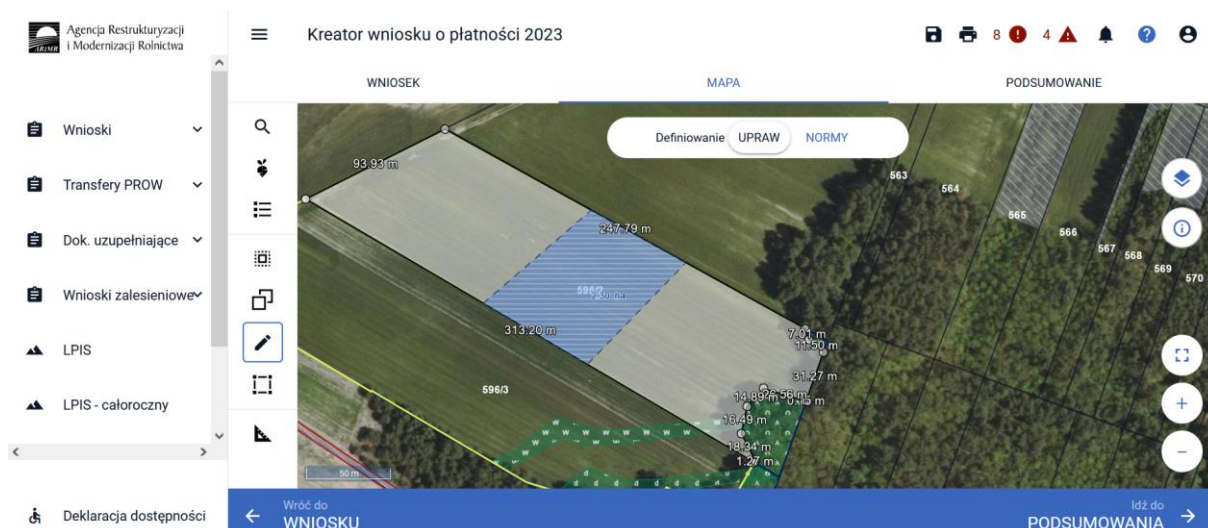 Agencja Restrukturyzacji
i Modernizacji Rolnictwa
ARiMR
Kreator wniosku o płatności 2023
8
4
WNIOSEK
MAPA
PODSUMOWANIE
Wnioski
Transfery PROW
Dok. uzupełniające
Wnioski zalesieniowe
LPIS
LPIS - całoroczny
Deklaracja dostępności
Definiowanie UPRAW NORMY
93.93 m
247.79 m
563
564
565
566
567
568
569
570
596/2
313.20 m
7.01 m
11.50 m
31.27 m
14.89 m
16.49 m
18.34 m
1.27 m
596/3
w w w w w w w w
d d d d d d
50 m
Wróć do
WNIOSKU
Idź do
PODSUMOWANIA